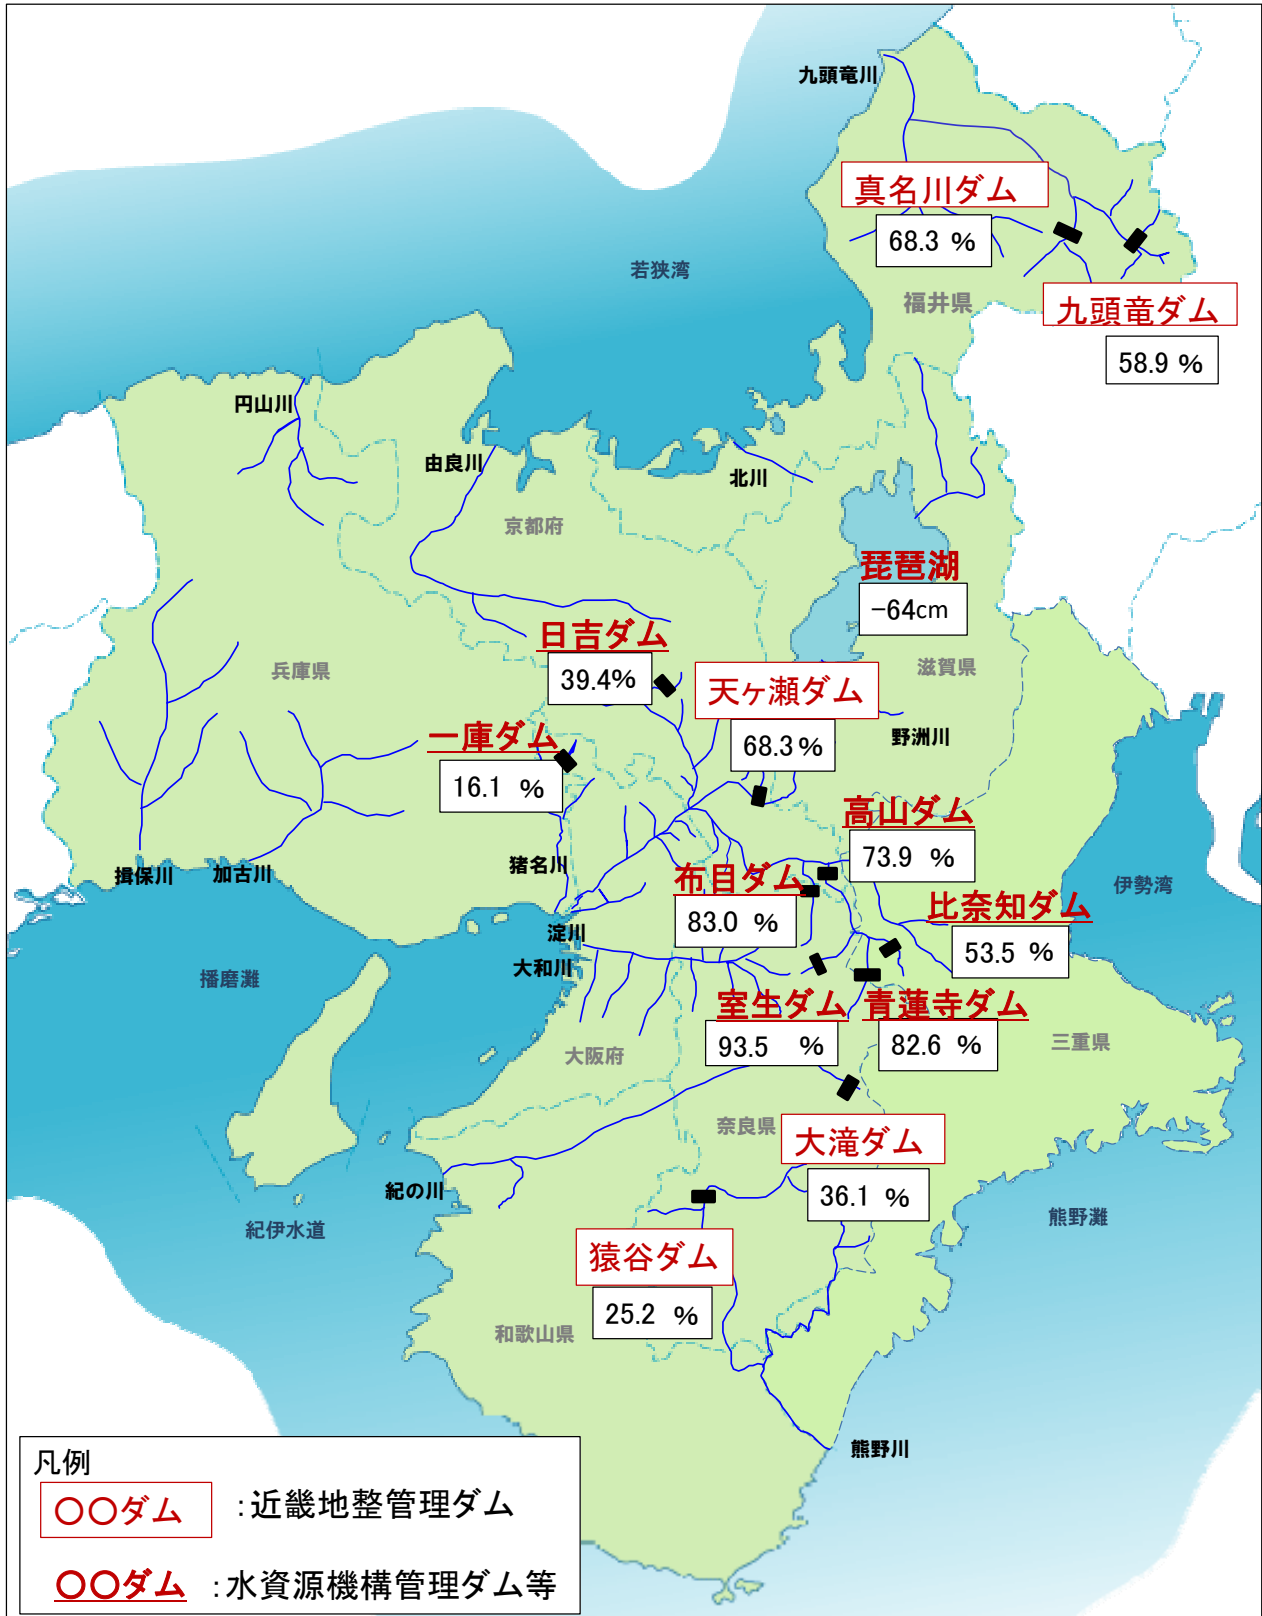 九頭竜川
真名川ダム
68.3 %
若狭湾
福井県
九頭竜ダム
58.9 %
円山川
由良川
北川
京都府
琵琶湖
-64cm
日吉ダム
39.4%
兵庫県
滋賀県
天ヶ瀬ダム
68.3%
野洲川
一庫ダム
16.1 %
高山ダム
73.9 %
猪名川
揖保川
加古川
布目ダム
83.0 %
伊勢湾
比奈知ダム
53.5 %
淀川
大和川
播磨灘
室生ダム
93.5 %
青蓮寺ダム
82.6 %
三重県
大阪府
奈良県
大滝ダム
36.1 %
紀の川
紀伊水道
熊野灘
猿谷ダム
25.2 %
和歌山県
熊野川
凡例
〇〇ダム :近畿地整管理ダム
〇〇ダム :水資源機構管理ダム等